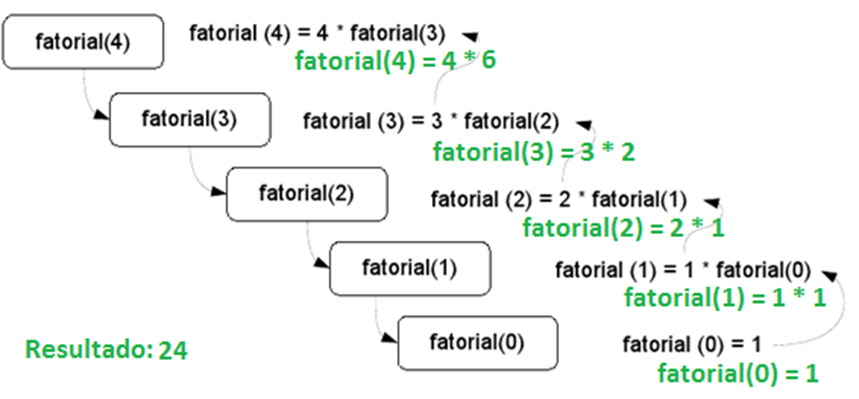 fatorial(4)
fatorial (4) = 4 * fatorial(3)
fatorial(4) = 4 * 6
fatorial(3)
fatorial (3) = 3 * fatorial(2)
fatorial(3) = 3 * 2
fatorial(2)
fatorial (2) = 2 * fatorial(1)
fatorial(2) = 2 * 1
fatorial(1)
fatorial (1) = 1 * fatorial(0)
fatorial(1) = 1 * 1
fatorial(0)
fatorial (0) = 1
fatorial(0) = 1
Resultado: 24